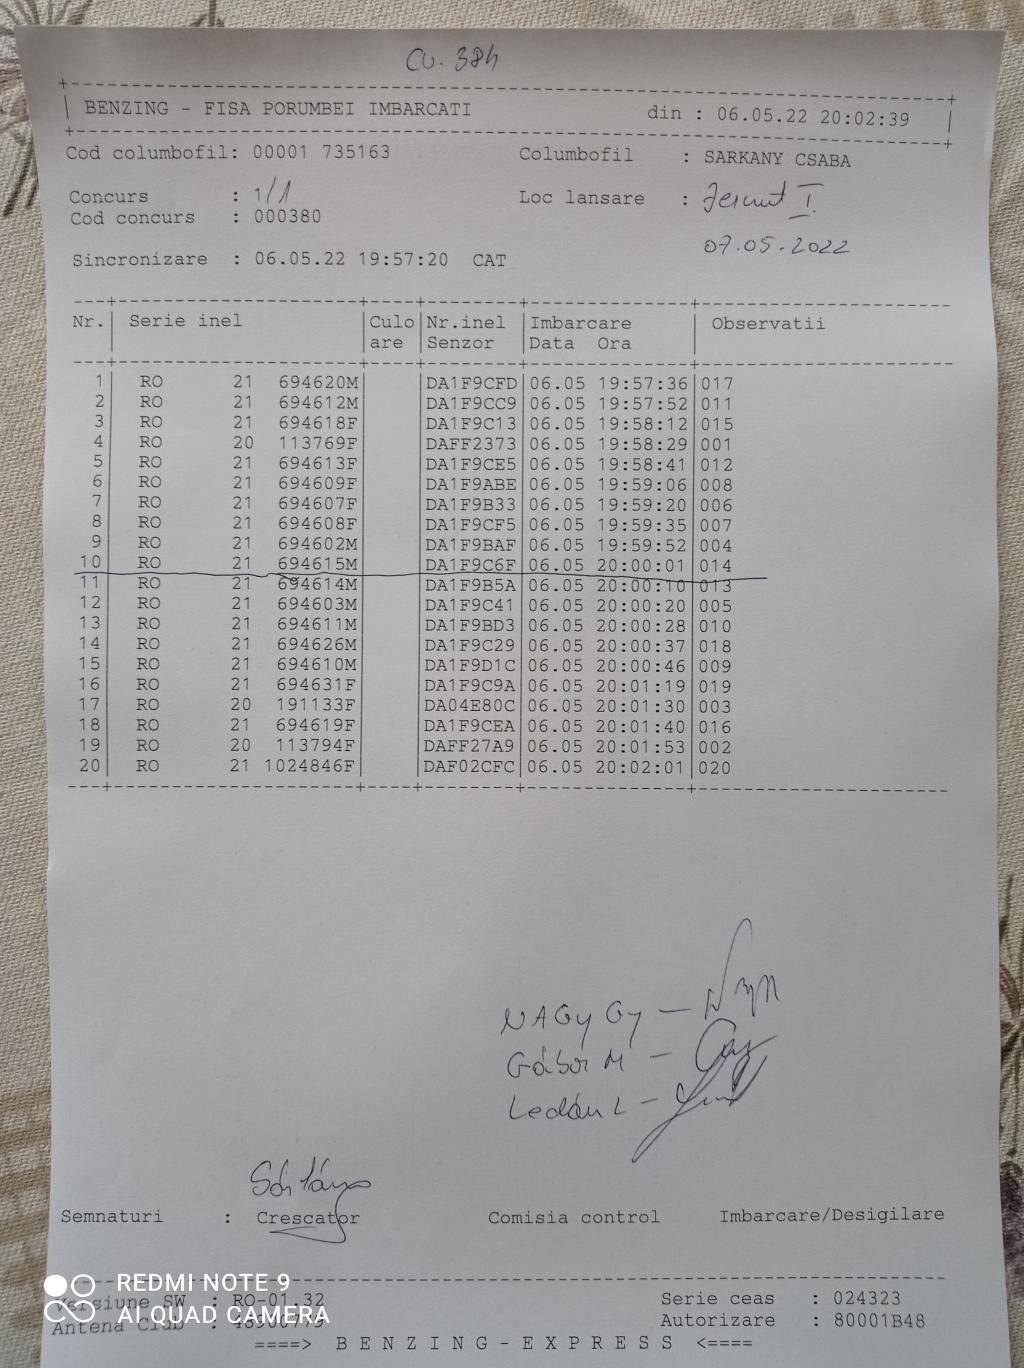 CU. 384
BENZING - FISA PORUMBEI IMBARCATI din : 06.05.22 20:02:39
Cod columbofil: 00001 735163 Columbofil : SARKANY CSABA
Concurs : 1/1 Loc lansare : Iernut I.
Cod concurs : 000380
07.05.2022
Sincronizare : 06.05.22 19:57:20 CAT
Nr. Serie inel Culo Nr.inel Imbarcare Observatii
are Senzor Data Ora
1 RO 21 694620M DA1F9CFD 06.05 19:57:36 017
2 RO 21 694612M DA1F9CC9 06.05 19:57:52 011
3 RO 21 694618F DA1F9C13 06.05 19:58:12 015
4 RO 20 113769F DAFF2373 06.05 19:58:29 001
5 RO 21 694613F DA1F9CE5 06.05 19:58:41 012
6 RO 21 694609F DA1F9ABE 06.05 19:59:06 008
7 RO 21 694607F DA1F9B33 06.05 19:59:20 006
8 RO 21 694608F DA1F9CF5 06.05 19:59:35 007
9 RO 21 694602M DA1F9BAF 06.05 19:59:52 004
10 RO 21 694615M DA1F9C6F 06.05 20:00:01 014
11 RO 21 694614M DA1F9B5A 06.05 20:00:10 013
12 RO 21 694603M DA1F9C41 06.05 20:00:20 005
13 RO 21 694611M DA1F9BD3 06.05 20:00:28 010
14 RO 21 694626M DA1F9C29 06.05 20:00:37 018
15 RO 21 694610M DA1F9D1C 06.05 20:00:46 009
16 RO 21 694631F DA1F9C9A 06.05 20:01:19 019
17 RO 20 191133F DA04E80C 06.05 20:01:30 003
18 RO 21 694619F DA1F9CEA 06.05 20:01:40 016
19 RO 20 113794F DAFF27A9 06.05 20:01:53 002
20 RO 21 1024846F DAF02CFC 06.05 20:02:01 020
NAGY GY -
Gábor M -
Ledán L -
Semnaturi : Crescator Comisia control Imbarcare/Desigilare
REDMI NOTE 9
AI QUAD CAMERA
Versiune SW : RO-01.32 Serie ceas : 024323
Antena Club : Autorizare : 80001B48
====> BENZING-EXPRESS <====